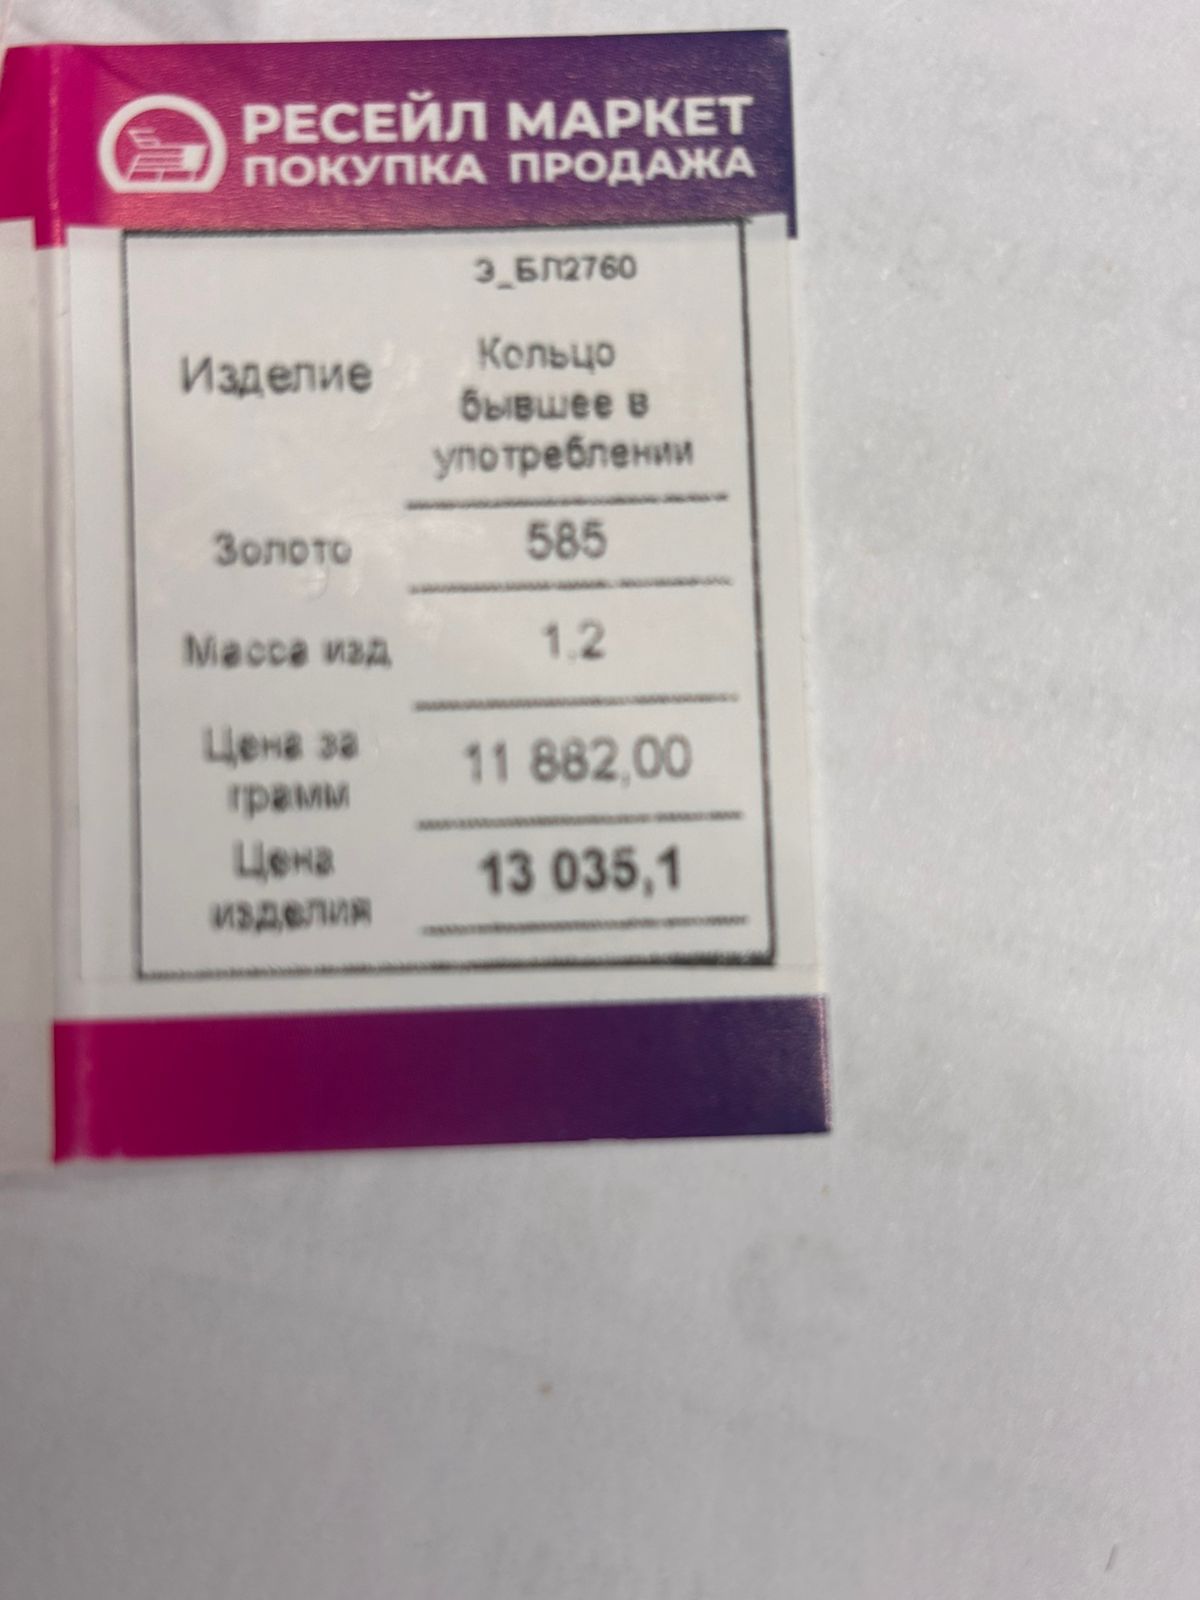 РЕСЕЙЛ МАРКЕТ
ПОКУПКА ПРОДАЖА
Э_БЛ2760
Изделие Кольцо
бывшее в
употреблении
Золото 585
Масса изд. 1,2
Цена за
грамм 11 882,00
Цена
изделия 13 035,1